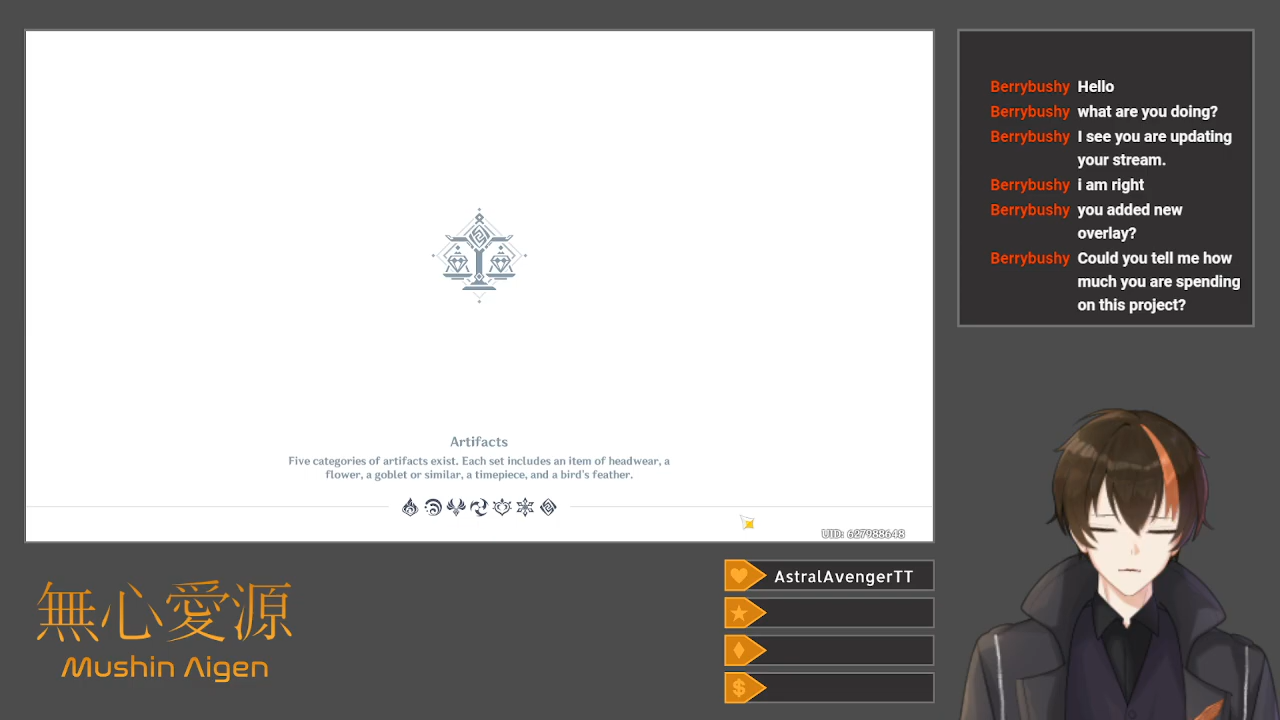 Artifacts
Five categories of artifacts exist. Each set includes an item of headwear, a
flower, a goblet or similar, a timepiece, and a bird's feather.
UID: 627988648
Berrybushy Hello
Berrybushy what are you doing?
Berrybushy I see you are updating
your stream.
Berrybushy i am right
Berrybushy you added new
overlay?
Berrybushy Could you tell me how
much you are spending
on this project?
無心愛源
Mushin Aigen
AstralAvengerTT
$